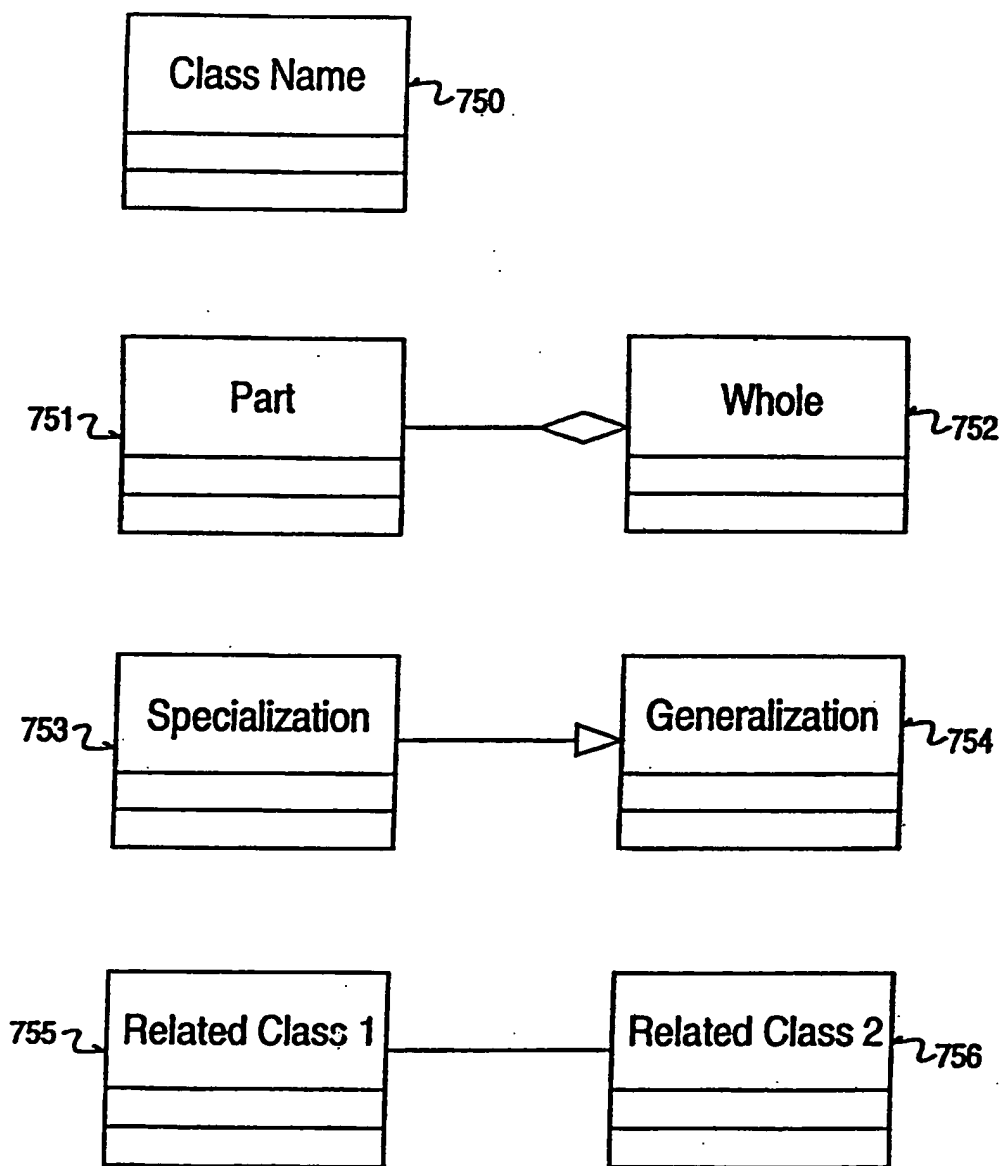 Class Name
750
Part
Whole
751
752
Specialization
Generalization
753
754
Related Class 1
Related Class 2
755
756